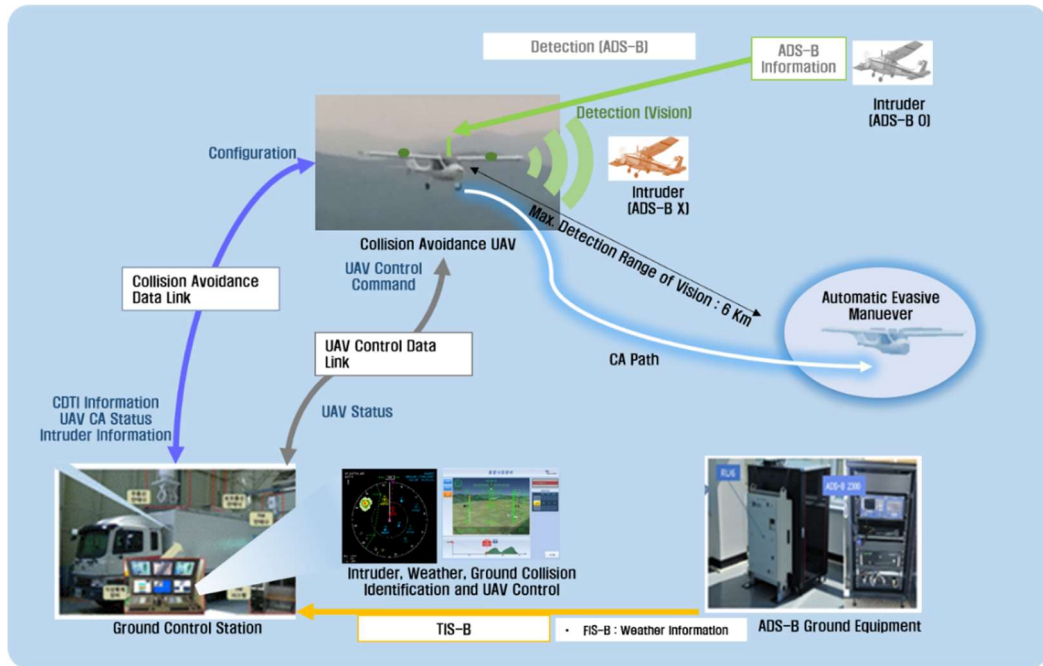 Detection (ADS-B)
ADS-B
Information
Intruder
(ADS-B O)
Detection (Vision)
Intruder
(ADS-B X)
Configuration
Collision Avoidance UAV
Max. Detection Range of Vision : 6 Km
UAV Control
Command
Collision Avoidance
Data Link
Automatic Evasive
Manuever
UAV Control Data
Link
CA Path
CDTI Information
UAV CA Status
Intruder Information
UAV Status
RU6
ADS-B 2300
Intruder, Weather, Ground Collision
Identification and UAV Control
Ground Control Station
TIS-B
• FIS-B : Weather Information
ADS-B Ground Equipment